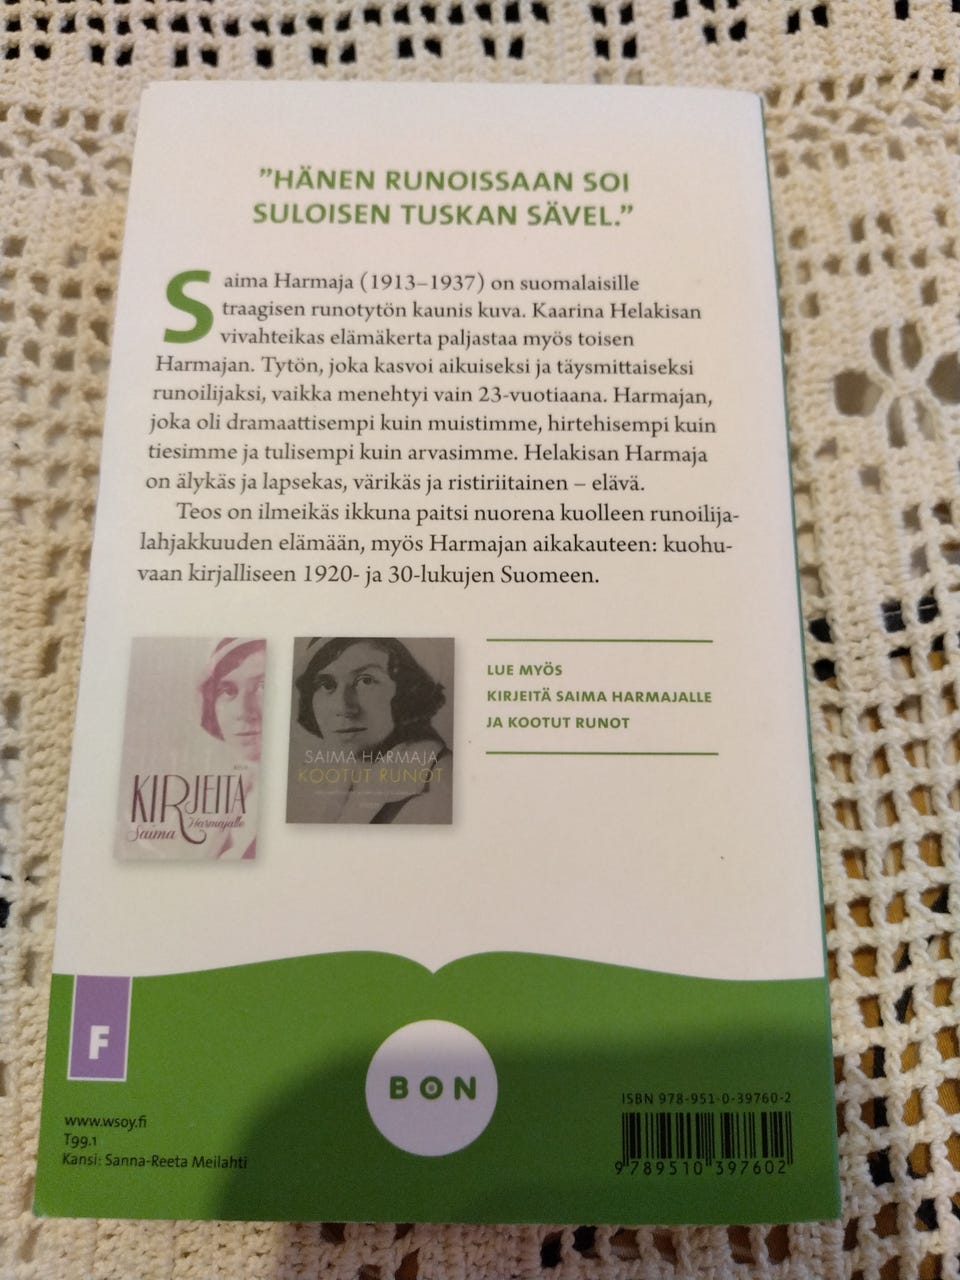 ”HÄNEN RUNOISSAAN SOI
SULOISEN TUSKAN SÄVEL.”
Saima Harmaja (1913–1937) on suomalaisille
traagisen runotytön kaunis kuva. Kaarina Helakisan
vivahteikas elämäkerta paljastaa myös toisen
Harmajan. Tytön, joka kasvoi aikuiseksi ja täysmittaiseksi
runoilijaksi, vaikka menehtyi vain 23-vuotiaana. Harmajan,
joka oli dramaattisempi kuin muistimme, hirtehisempi kuin
tiesimme ja tulisempi kuin arvasimme. Helakisan Harmaja
on älykäs ja lapsekas, värikäs ja ristiriitainen – elävä.
Teos on ilmeikäs ikkuna paitsi nuorena kuolleen runoilija-
lahjakkuuden elämään, myös Harmajan aikakauteen: kuohu-
vaan kirjalliseen 1920- ja 30-lukujen Suomeen.
KIRJEITÄ
Saima Harmajalle
SAIMA HARMAJA
KOOTUT RUNOT
LUE MYÖS
KIRJEITÄ SAIMA HARMAJALLE
JA KOOTUT RUNOT
F
BON
www.wsoy.fi
T99.1
Kansi: Sanna-Reeta Meilahti
ISBN 978-951-0-39760-2
9 789510 397602